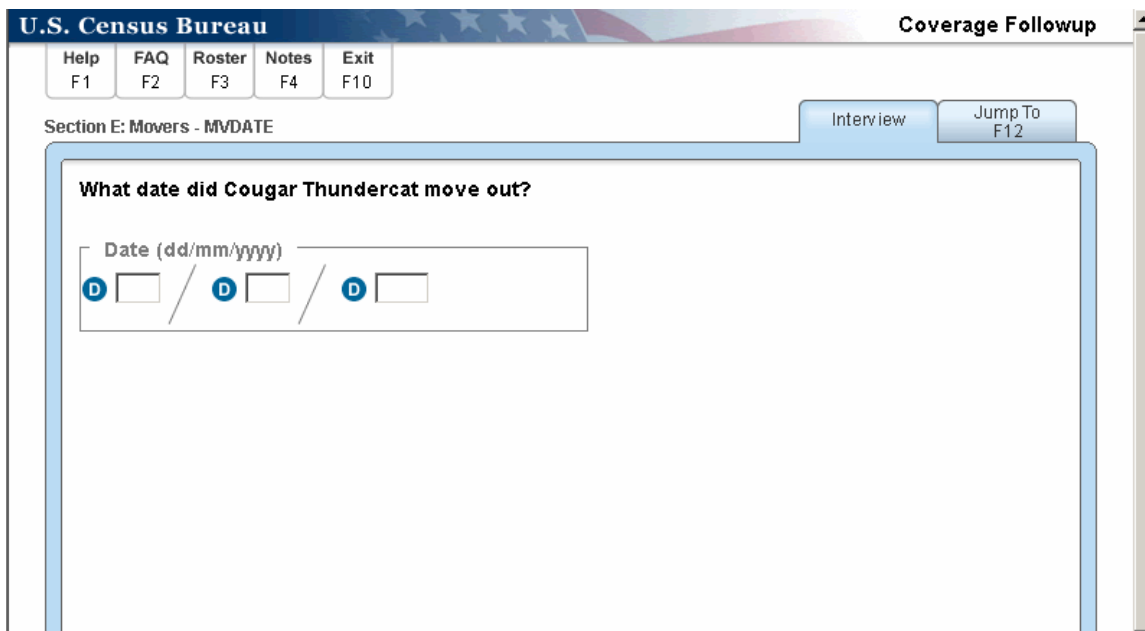 U.S. Census Bureau Coverage Followup
Help FAQ Roster Notes Exit
F1 F2 F3 F4 F10
Section E: Movers - MVDATE
Interview
Jump To
F12
What date did Cougar Thundercat move out?
Date (dd/mm/yyyy)
D / D / D